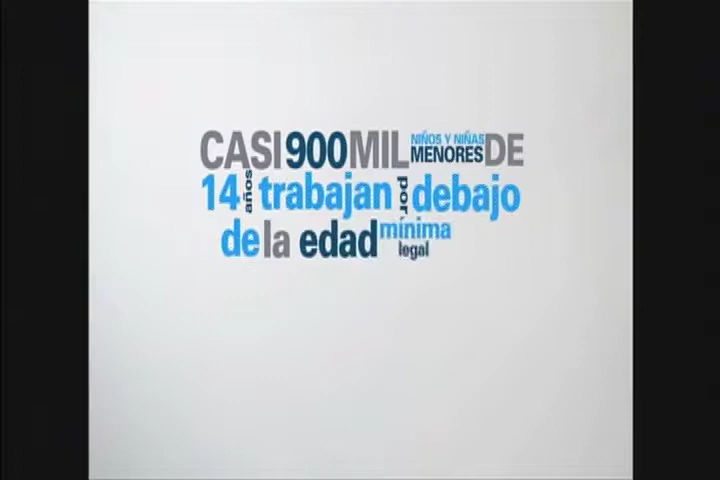 CASI 900 MIL NIÑOS Y NIÑAS MENORES DE
14 años trabajan por debajo
de la edad mínima legal